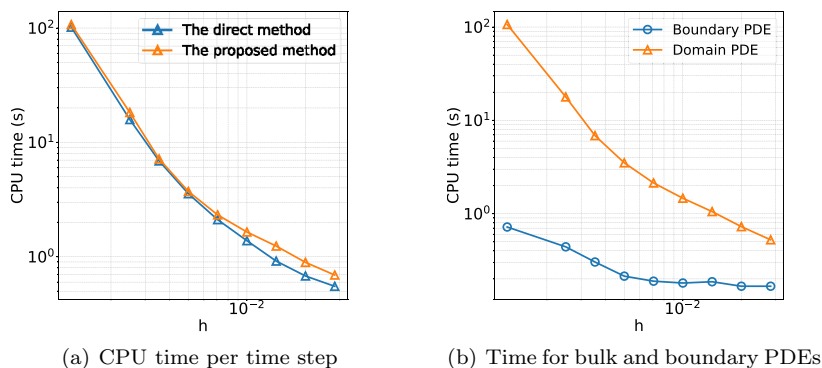 10²
10¹
10⁰
10⁻²
CPU time (s)
h
The direct method
The proposed method
(a) CPU time per time step
10²
10¹
10⁰
10⁻²
CPU time (s)
h
Boundary PDE
Domain PDE
(b) Time for bulk and boundary PDEs